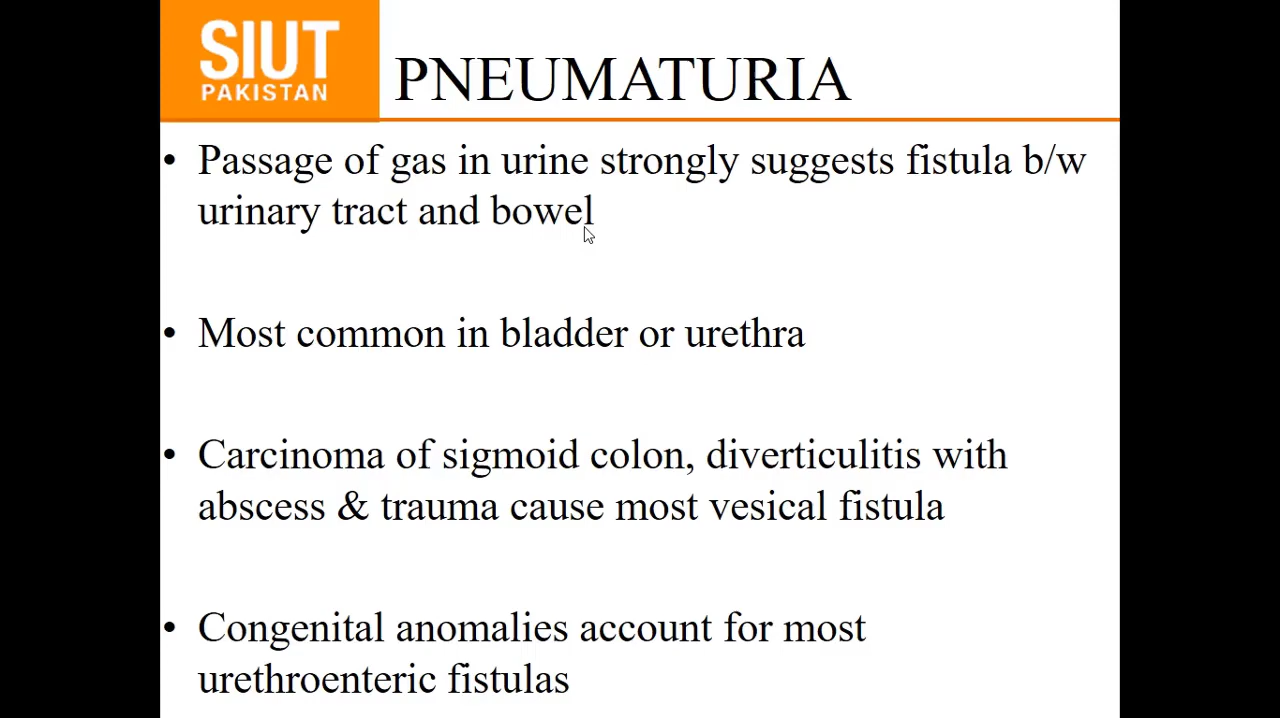 SIUT
PAKISTAN
PNEUMATURIA
• Passage of gas in urine strongly suggests fistula b/w
urinary tract and bowel
• Most common in bladder or urethra
• Carcinoma of sigmoid colon, diverticulitis with
abscess & trauma cause most vesical fistula
• Congenital anomalies account for most
urethroenteric fistulas